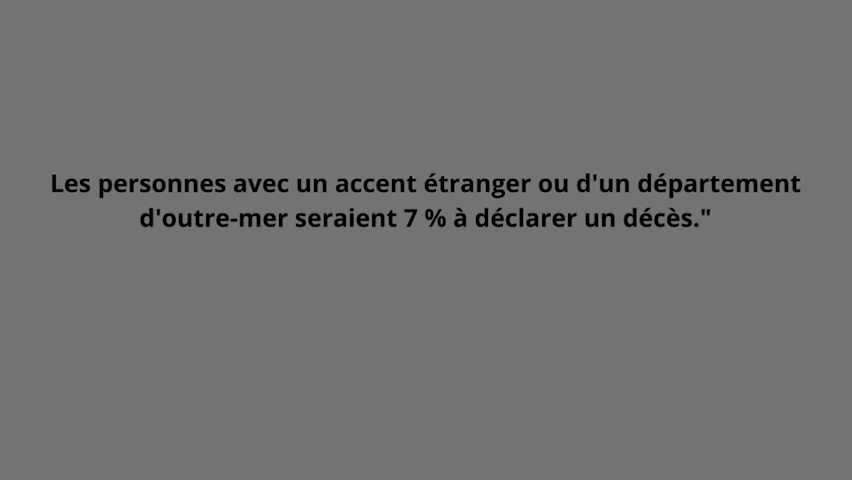 Les personnes avec un accent étranger ou d'un département
d'outre-mer seraient 7 % à déclarer un décès."